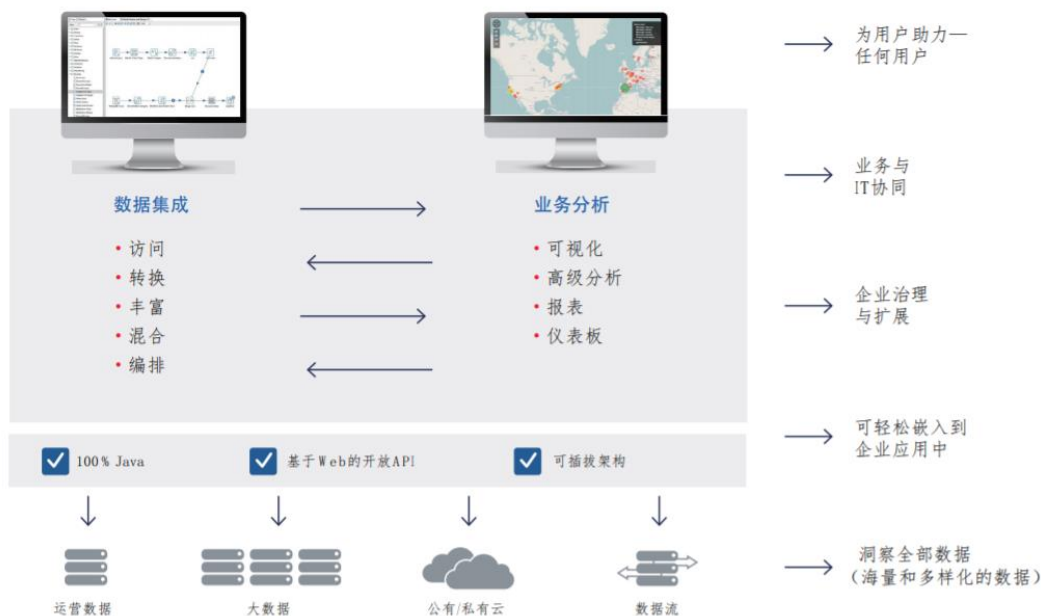 数据集成
• 访问
• 转换
• 丰富
• 混合
• 编排
业务分析
• 可视化
• 高级分析
• 报表
• 仪表板
100% Java
基于Web的开放API
可插拔架构
运营数据
大数据
公有/私有云
数据流
为用户助力—
任何用户
业务与
IT协同
企业治理
与扩展
可轻松嵌入到
企业应用中
洞察全部数据
(海量和多样化的数据)